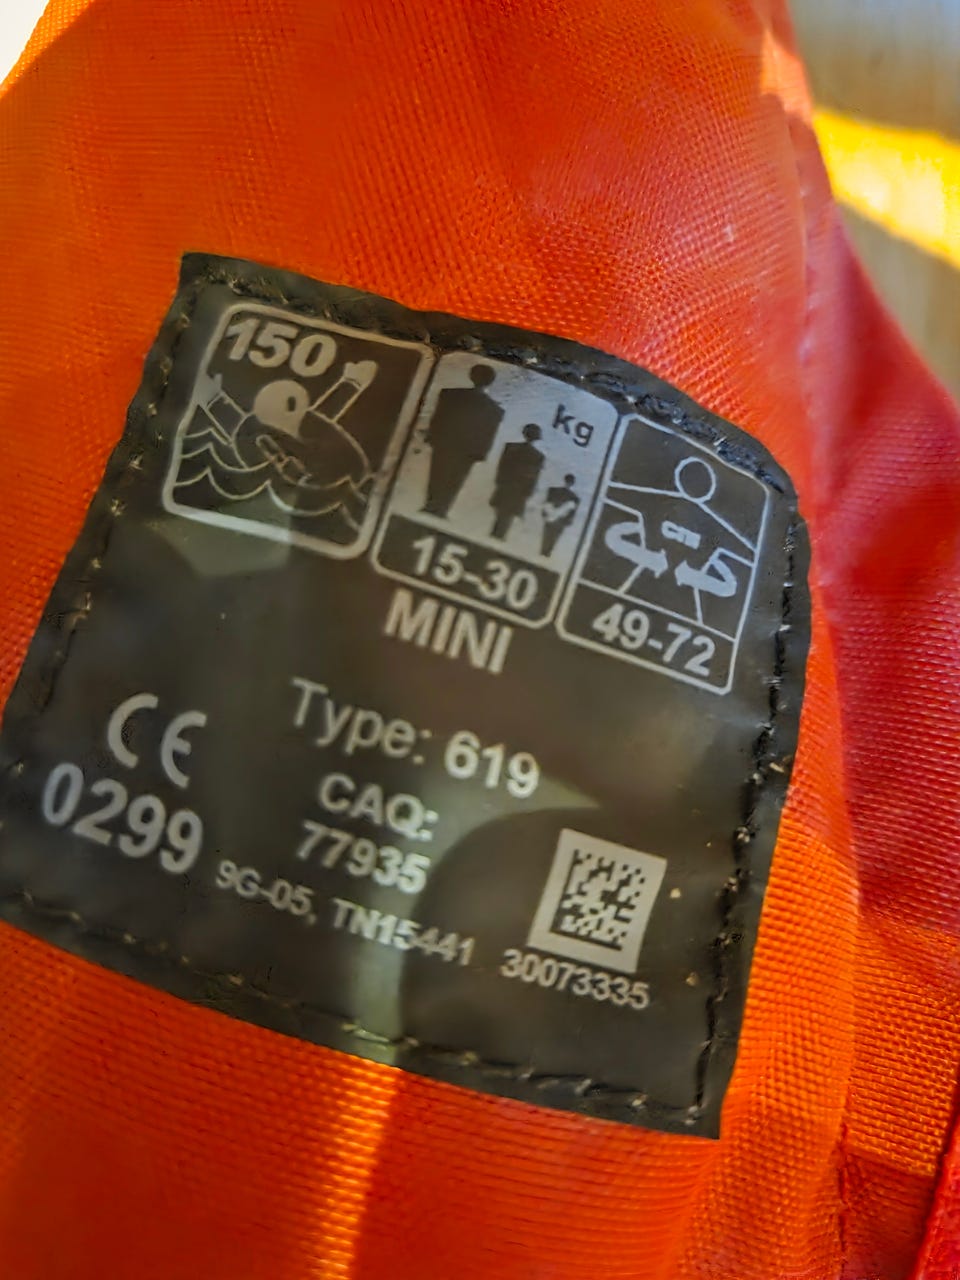 150
kg
15-30
cm
49-72
MINI
Type: 619
CE
0299
CAQ:
77935
9G-05, TN15441
30073335